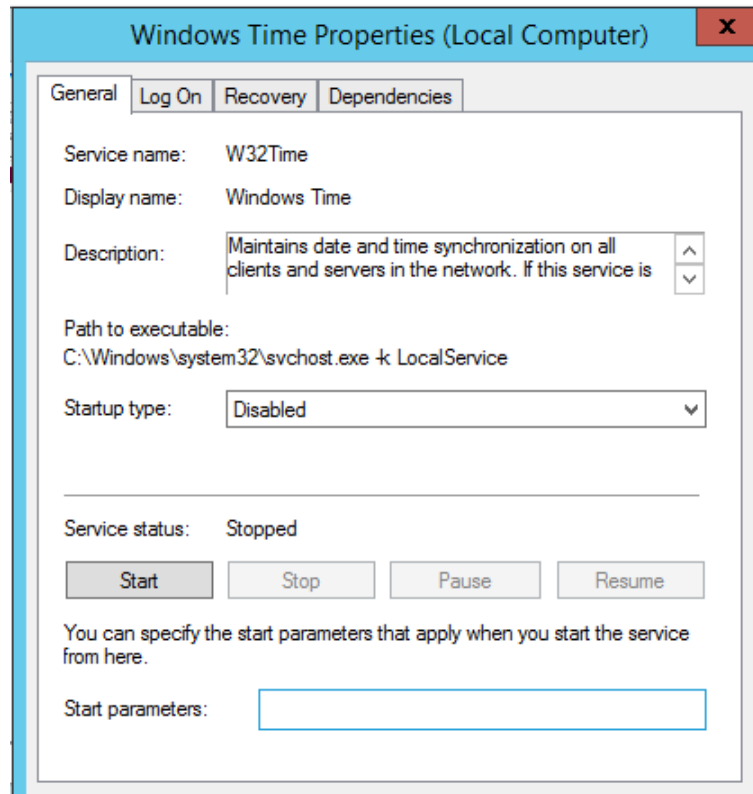 Windows Time Properties (Local Computer)
x
General Log On Recovery Dependencies
Service name: W32Time
Display name: Windows Time
Description: Maintains date and time synchronization on all
clients and servers in the network. If this service is
Path to executable:
C:\Windows\system32\svchost.exe -k LocalService
Startup type: Disabled
Service status: Stopped
Start Stop Pause Resume
You can specify the start parameters that apply when you start the service
from here.
Start parameters: